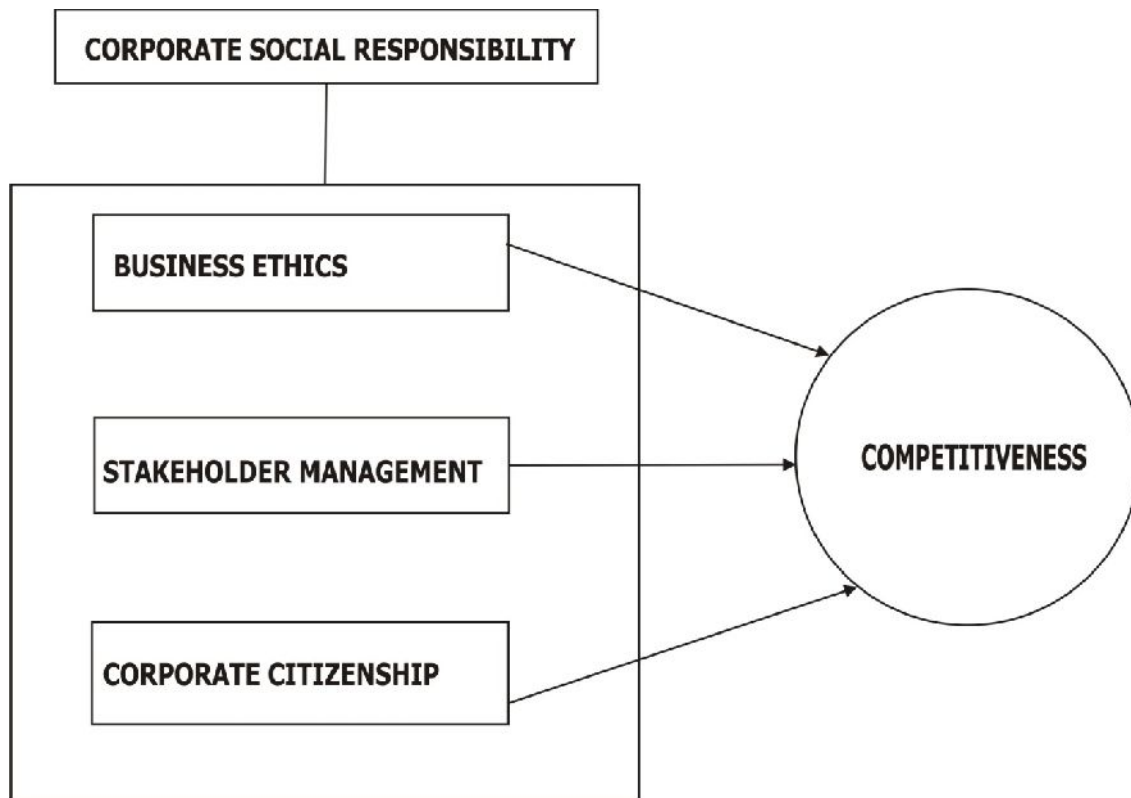 CORPORATE SOCIAL RESPONSIBILITY
BUSINESS ETHICS
STAKEHOLDER MANAGEMENT
COMPETITIVENESS
CORPORATE CITIZENSHIP